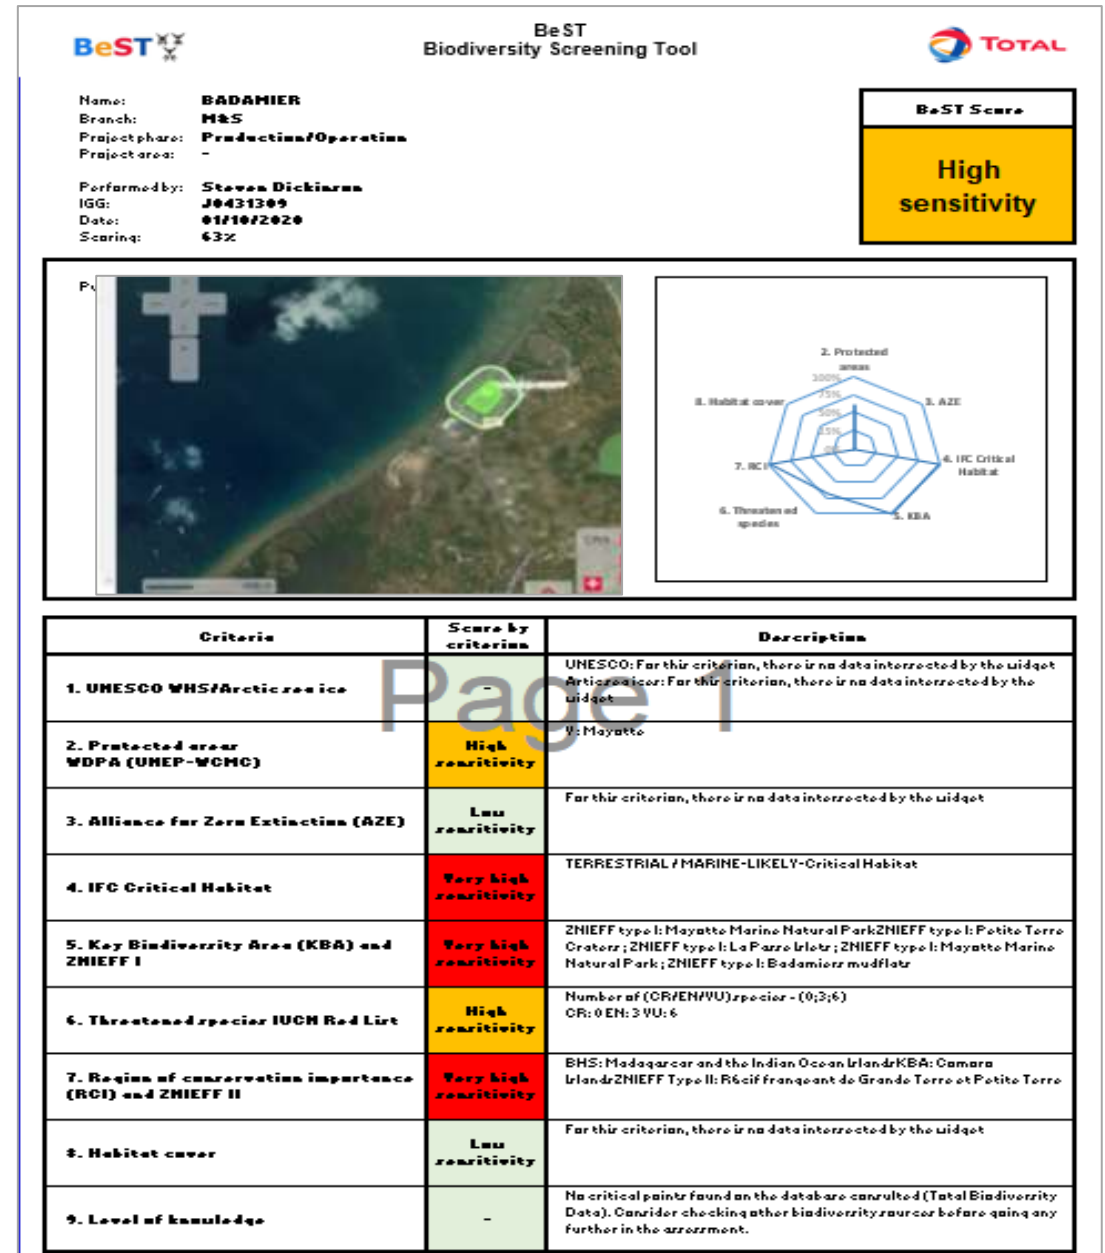 BeST
BeST
Biodiversity Screening Tool
TOTAL
Name: BADAMIER
Branch: M&S
Project phase: Production/Operation
Project area: -
Performed by: Steven Dickinson
IGG: J0431309
Date: 01/10/2020
Scoring: 63%
BeST Score
High
sensitivity
2. Protected
areas
100%
75%
50%
25%
0%
3. AZE
4. IFC Critical
Habitat
5. KBA
6. Threatened
species
7. RCI
8. Habitat cover
Criteria
Score by
criterion
Description
1. UNESCO WHS/Arctic sea ice
-
UNESCO: For this criterion, there is no data intersected by the widget
Artic sea ices: For this criterion, there is no data intersected by the
widget
Page 1
2. Protected areas
WDPA (UNEP-WCMC)
High
sensitivity
V: Mayotte
3. Alliance for Zero Extinction (AZE)
Low
sensitivity
For this criterion, there is no data intersected by the widget
4. IFC Critical Habitat
Very high
sensitivity
TERRESTRIAL / MARINE-LIKELY-Critical Habitat
5. Key Biodiversity Area (KBA) and
ZNIEFF I
Very high
sensitivity
ZNIEFF type I: Mayotte Marine Natural ParkZNIEFF type I: Petite Terre
Craters ; ZNIEFF type I: La Passe Islets ; ZNIEFF type I: Mayotte Marine
Natural Park ; ZNIEFF type I: Badamiers mudflats
6. Threatened species IUCN Red List
High
sensitivity
Number of (CR/EN/VU) species - (0;3;6)
CR: 0 EN: 3 VU: 6
7. Region of conservation importance
(RCI) and ZNIEFF II
Very high
sensitivity
BHS: Madagascar and the Indian Ocean IslandsKBA: Comoro
IslandsZNIEFF Type II: Récif frangeant de Grande Terre et Petite Terre
8. Habitat cover
Low
sensitivity
For this criterion, there is no data intersected by the widget
9. Level of knowledge
-
No critical points found on the database consulted (Total Biodiversity
Data). Consider checking other biodiversity sources before going any
further in the assessment.